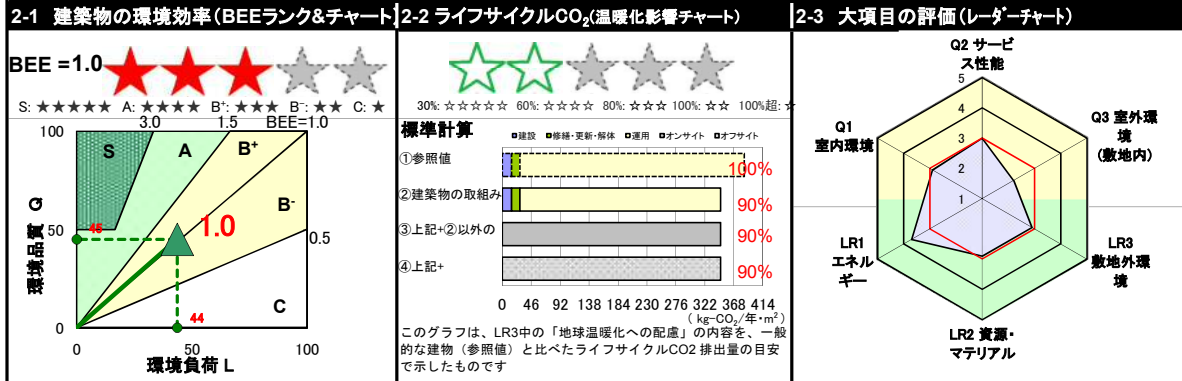 2-1 建築物の環境効率(BEEランク&チャート)
BEE =1.0
S: ★★★★★ A: ★★★★ B⁺: ★★★ B⁻: ★★ C: ★
3.0 1.5 BEE=1.0
100
S A B⁺
B⁻
環境品質 Q
50
45
1.0
0.5
C
44
0
0 50 100
環境負荷 L
2-2 ライフサイクルCO₂(温暖化影響チャート)
30%: ☆☆☆☆☆ 60%: ☆☆☆☆ 80%: ☆☆☆ 100%: ☆☆ 100%超: ☆
標準計算
建設 修繕・更新・解体 運用 オンサイト オフサイト
①参照値 100%
②建築物の取組み 90%
③上記+②以外の 90%
④上記+ 90%
0 46 92 138 184 230 276 322 368 414
( kg-CO₂/年・m²)
このグラフは、LR3中の「地球温暖化への配慮」の内容を、一般
的な建物（参照値）と比べたライフサイクルCO2 排出量の目安
で示したものです
2-3 大項目の評価(レーダーチャート)
Q2 サービ
ス性能
5
4
3
2
1
Q1
室内環境
Q3 室外環
境
(敷地内)
LR1
エネル
ギー
LR3
敷地外環
境
LR2 資源・
マテリアル